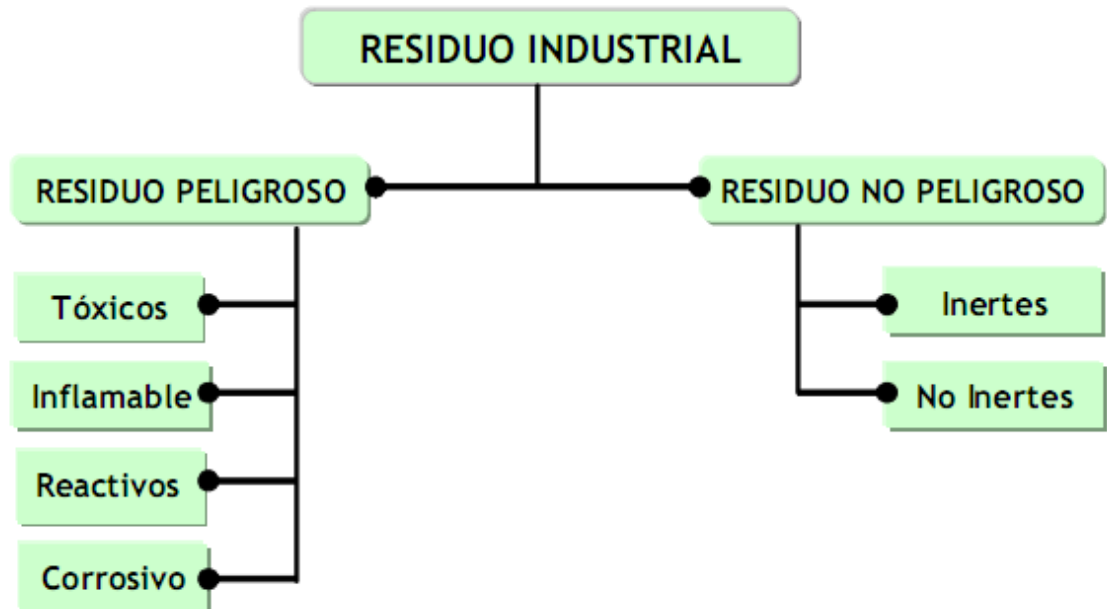 RESIDUO INDUSTRIAL
RESIDUO PELIGROSO
RESIDUO NO PELIGROSO
Tóxicos
Inflamable
Reactivos
Corrosivo
Inertes
No Inertes